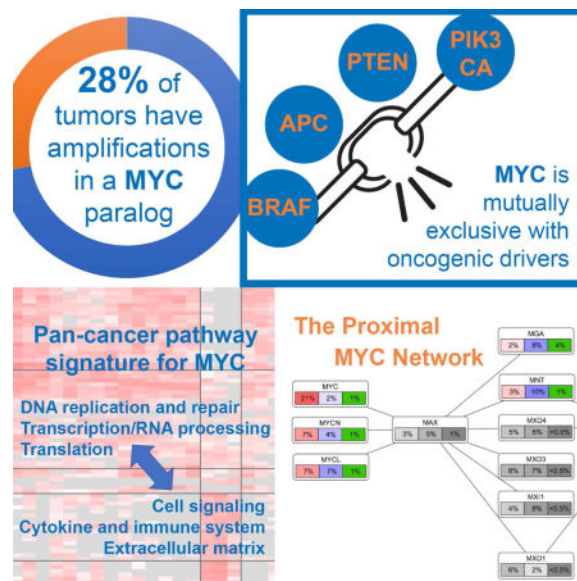 28% of
tumors have
amplifications
in a MYC
paralog
PIK3
CA
PTEN
APC
BRAF
MYC is
mutually
exclusive with
oncogenic drivers
Pan-cancer pathway
signature for MYC
DNA replication and repair
Transcription/RNA processing
Translation
Cell signaling
Cytokine and immune system
Extracellular matrix
The Proximal
MYC Network
MYC
21% 2% 1%
MYCN
7% 4% 1%
MYCL
7% 7% 1%
MAX
3% 5% 1%
MGA
2% 8% 4%
MNT
3% 10% 1%
MXD4
5% 6% <0.5%
MXD3
8% 7% <0.5%
MXI1
4% 8% <0.5%
MXD1
6% 2% <0.5%